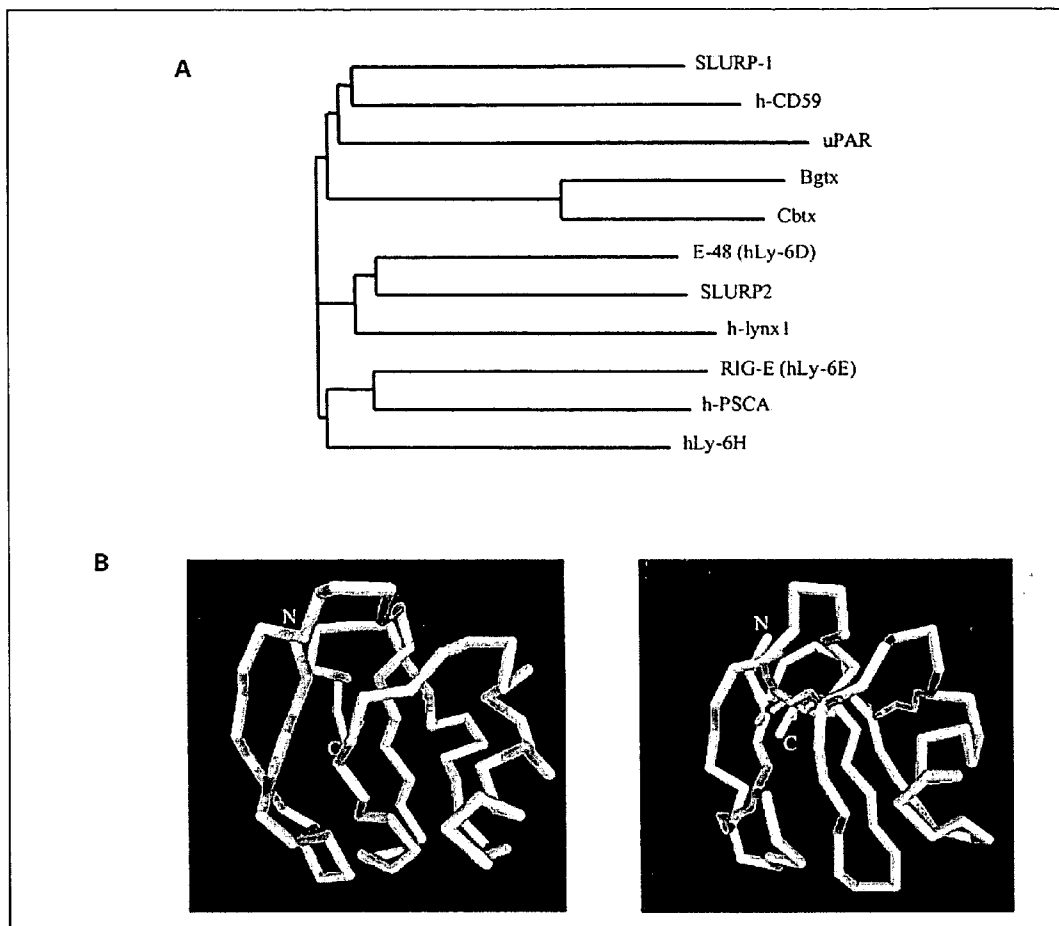 A
SLURP-1
h-CD59
uPAR
Bgtx
Cbtx
E-48 (hLy-6D)
SLURP2
h-lynx1
RIG-E (hLy-6E)
h-PSCA
hLy-6H
B
N
C
N
C